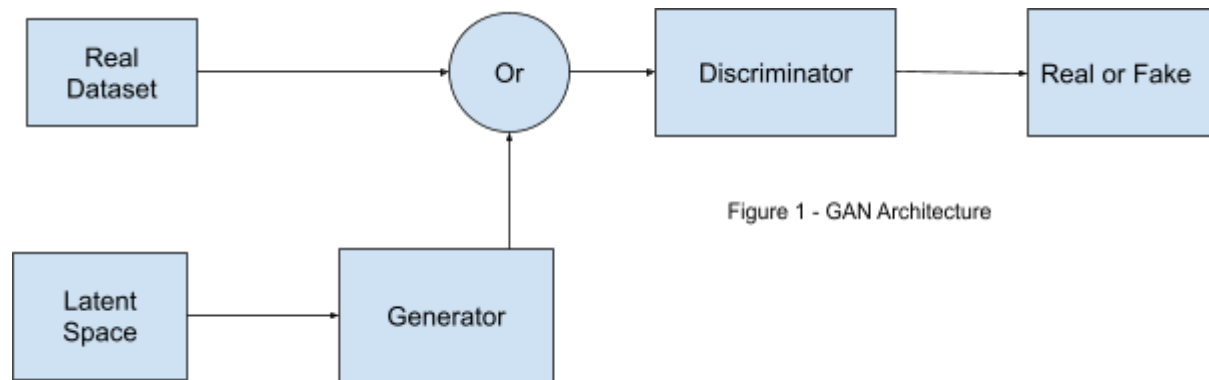 Real
Dataset
Or
Discriminator
Real or Fake
Figure 1 - GAN Architecture
Latent
Space
Generator